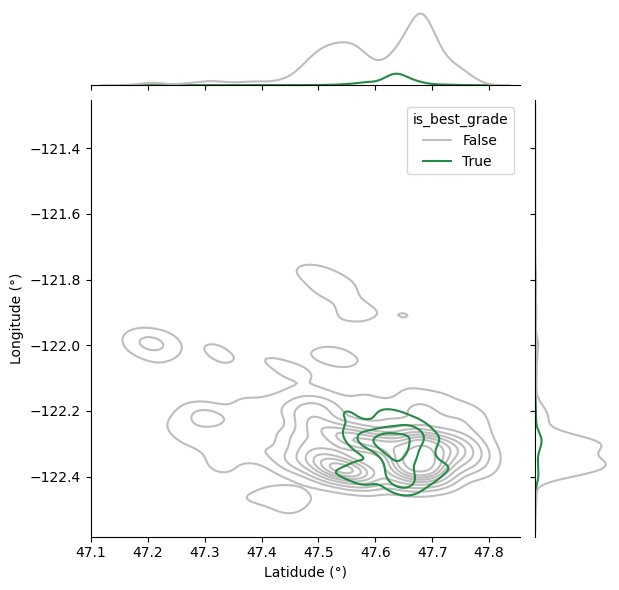 is_best_grade
False
True
−121.4
−121.6
−121.8
−122.0
−122.2
−122.4
Longitude (°)
47.1 47.2 47.3 47.4 47.5 47.6 47.7 47.8
Latidude (°)